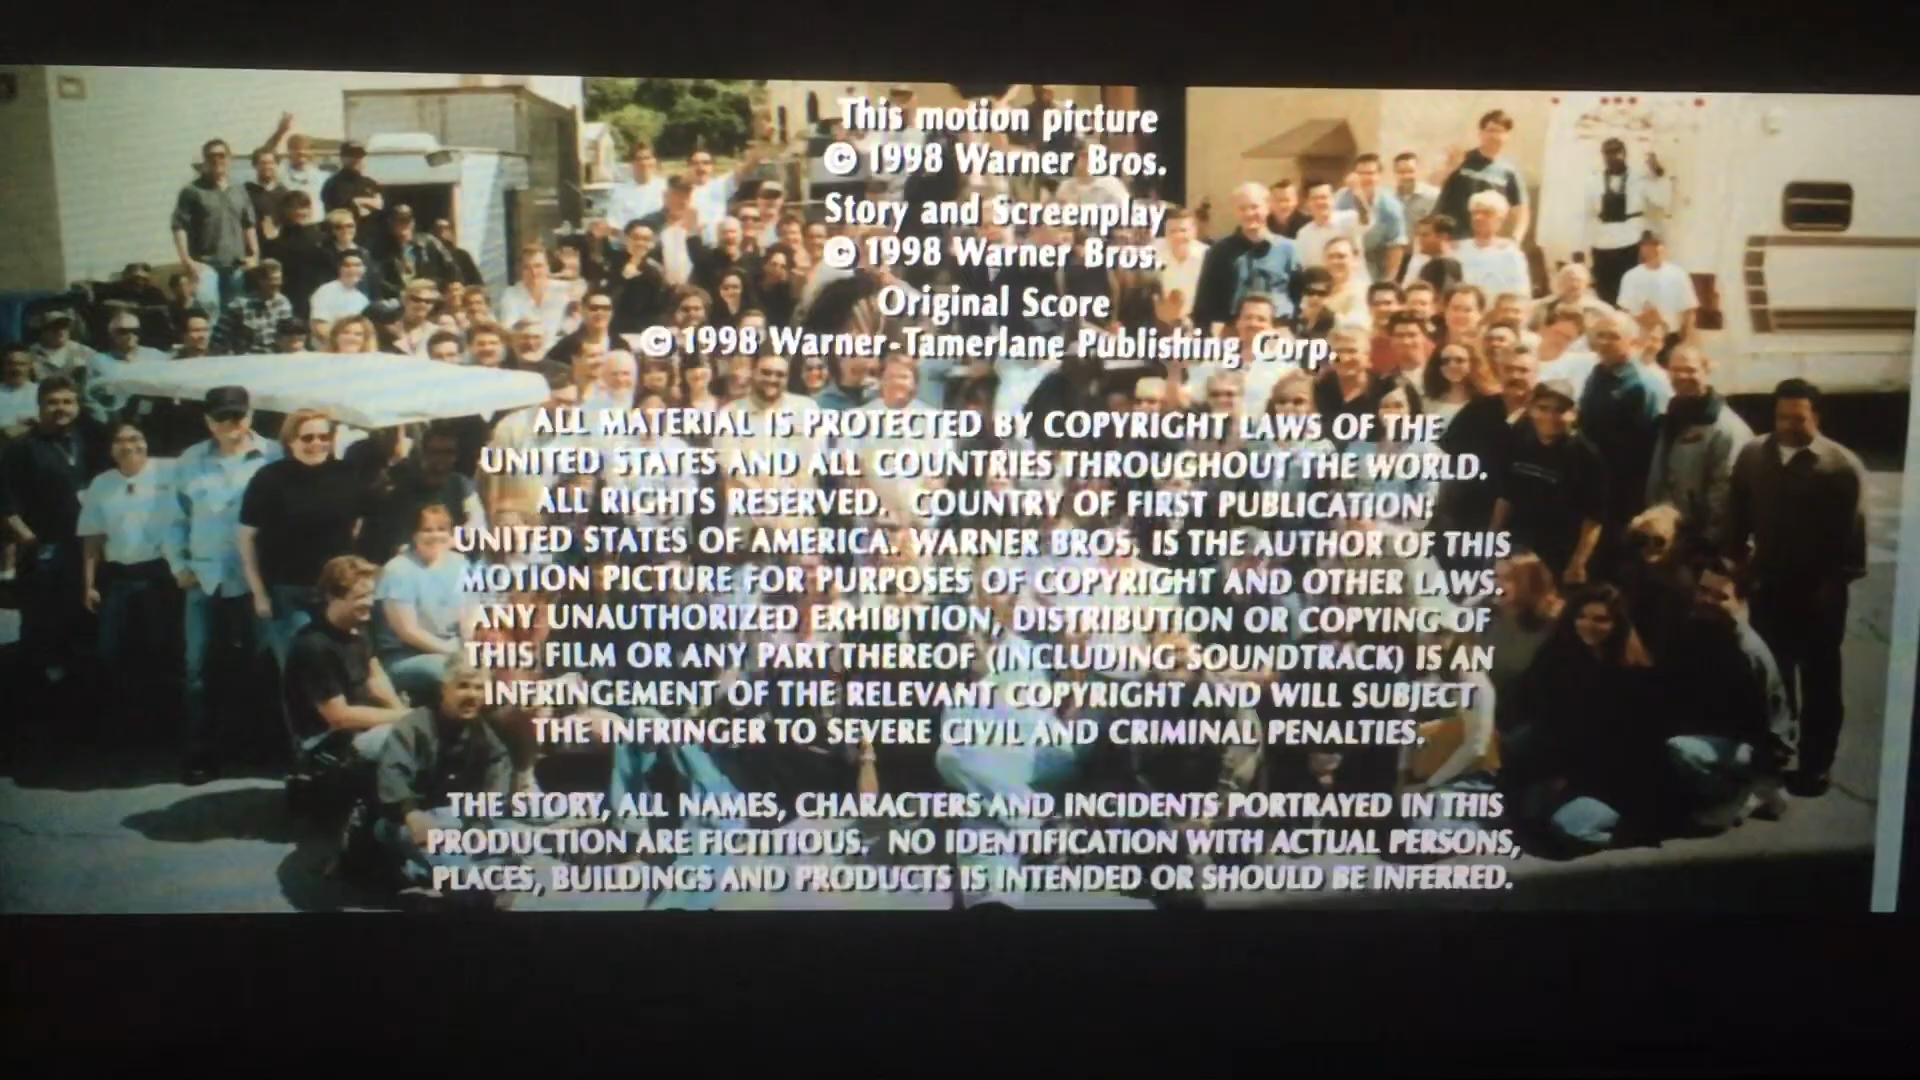 This motion picture
© 1998 Warner Bros.
Story and Screenplay
© 1998 Warner Bros.
Original Score
© 1998 Warner-Tamerlane Publishing Corp.
ALL MATERIAL IS PROTECTED BY COPYRIGHT LAWS OF THE
UNITED STATES AND ALL COUNTRIES THROUGHOUT THE WORLD.
ALL RIGHTS RESERVED. COUNTRY OF FIRST PUBLICATION:
UNITED STATES OF AMERICA. WARNER BROS. IS THE AUTHOR OF THIS
MOTION PICTURE FOR PURPOSES OF COPYRIGHT AND OTHER LAWS.
ANY UNAUTHORIZED EXHIBITION, DISTRIBUTION OR COPYING OF
THIS FILM OR ANY PART THEREOF (INCLUDING SOUNDTRACK) IS AN
INFRINGEMENT OF THE RELEVANT COPYRIGHT AND WILL SUBJECT
THE INFRINGER TO SEVERE CIVIL AND CRIMINAL PENALTIES.
THE STORY, ALL NAMES, CHARACTERS AND INCIDENTS PORTRAYED IN THIS
PRODUCTION ARE FICTITIOUS. NO IDENTIFICATION WITH ACTUAL PERSONS,
PLACES, BUILDINGS AND PRODUCTS IS INTENDED OR SHOULD BE INFERRED.